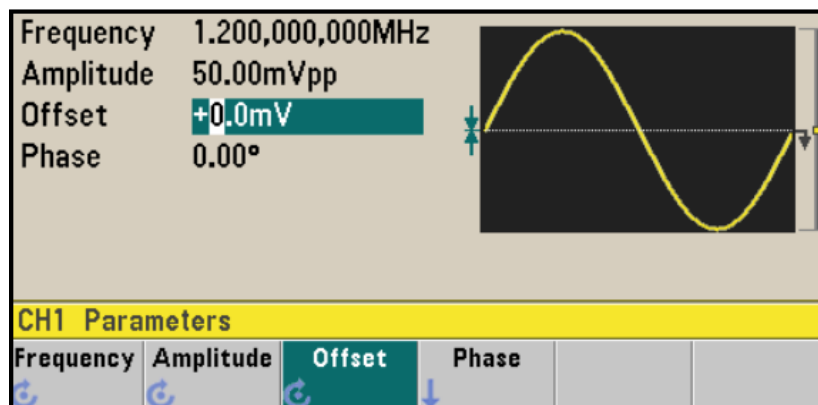 Frequency 1.200,000,000MHz
Amplitude 50.00mVpp
Offset +0.0mV
Phase 0.00°
CH1 Parameters
Frequency Amplitude Offset Phase